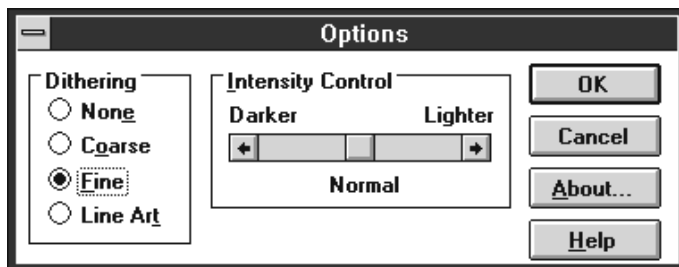 Options
Dithering
None
Coarse
Fine
Line Art
Intensity Control
Darker Lighter
Normal
OK
Cancel
About...
Help